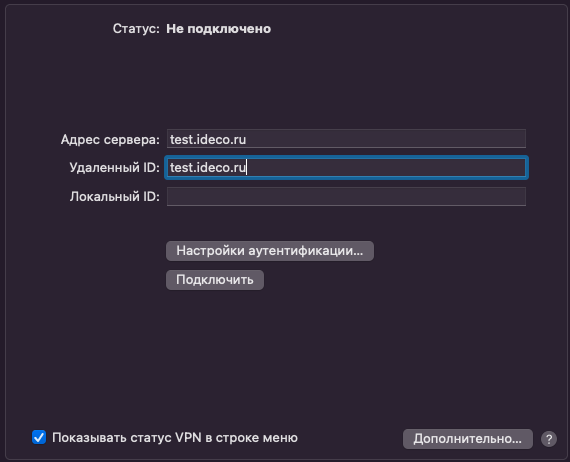 Статус: Не подключено
Адрес сервера: test.ideco.ru
Удаленный ID: test.ideco.ru
Локальный ID:
Настройки аутентификации...
Подключить
Показывать статус VPN в строке меню
Дополнительно... ?